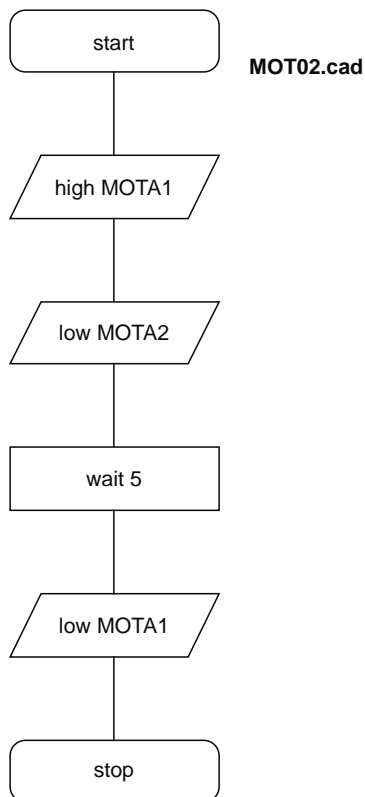 start
MOT02.cad
high MOTA1
low MOTA2
wait 5
low MOTA1
stop